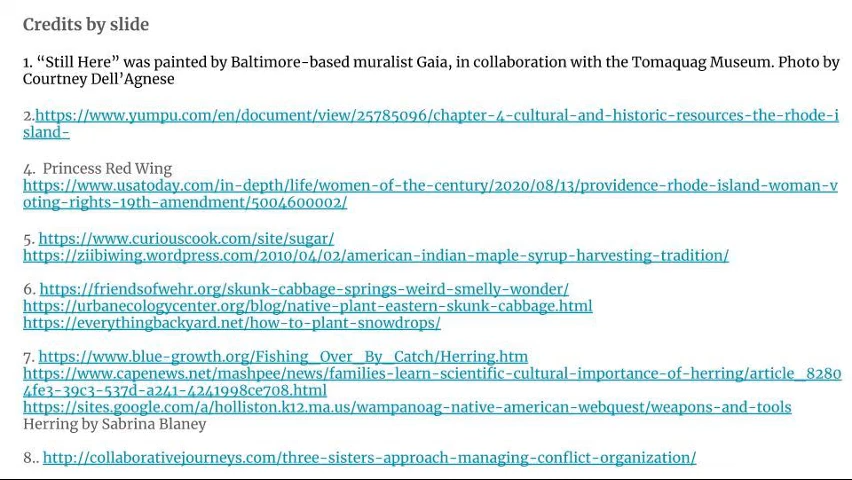 Credits by slide
1. “Still Here” was painted by Baltimore-based muralist Gaia, in collaboration with the Tomaquag Museum. Photo by
Courtney Dell’Agnese
2.https://www.yumpu.com/en/document/view/25785096/chapter-4-cultural-and-historic-resources-the-rhode-i
sland-
4.  Princess Red Wing
https://www.usatoday.com/in-depth/life/women-of-the-century/2020/08/13/providence-rhode-island-woman-v
oting-rights-19th-amendment/5004600002/
5. https://www.curiouscook.com/site/sugar/
https://ziibiwing.wordpress.com/2010/04/02/american-indian-maple-syrup-harvesting-tradition/
6. https://friendsofwehr.org/skunk-cabbage-springs-weird-smelly-wonder/
https://urbanecologycenter.org/blog/native-plant-eastern-skunk-cabbage.html
https://everythingbackyard.net/how-to-plant-snowdrops/
7. https://www.blue-growth.org/Fishing_Over_By_Catch/Herring.htm
https://www.capenews.net/mashpee/news/families-learn-scientific-cultural-importance-of-herring/article_8280
4fe3-39c3-537d-a241-4241998ce708.html
https://sites.google.com/a/holliston.k12.ma.us/wampanoag-native-american-webquest/weapons-and-tools
Herring by Sabrina Blaney
8.. http://collaborativejourneys.com/three-sisters-approach-managing-conflict-organization/